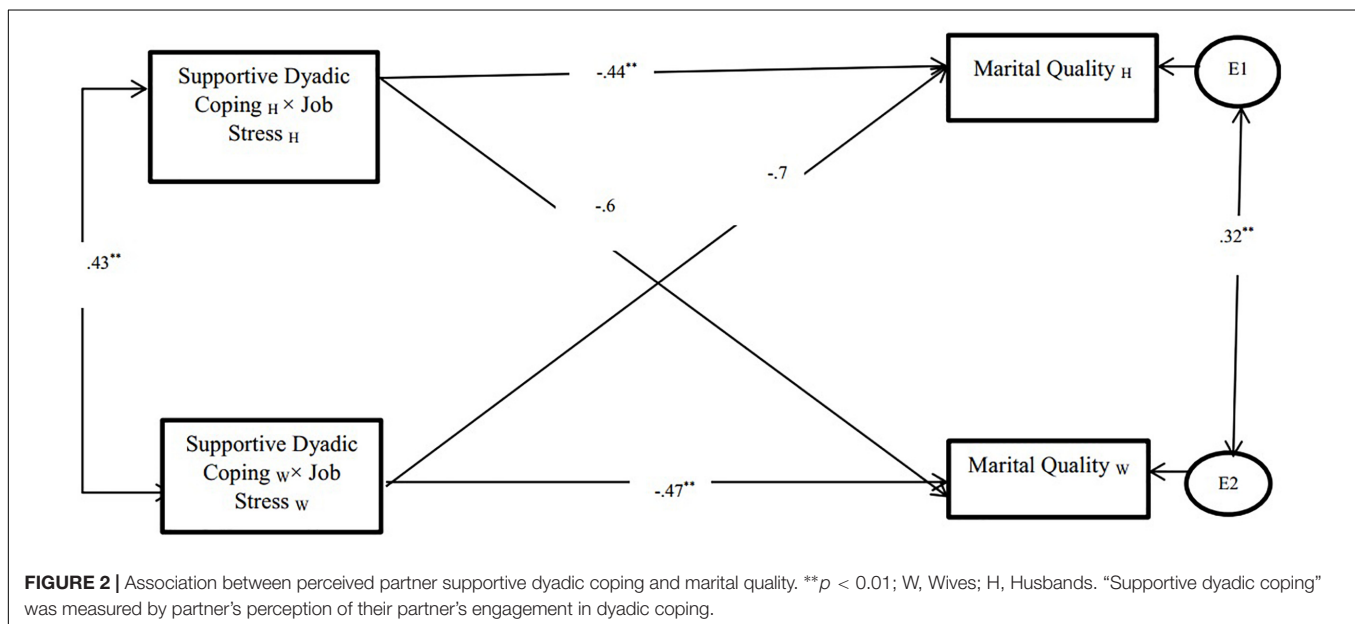 Supportive Dyadic
Coping H × Job
Stress H
-.44**
Marital Quality H
E1
-.7
-.6
.43**
.32**
Supportive Dyadic
Coping W× Job
Stress W
-.47**
Marital Quality W
E2
FIGURE 2 | Association between perceived partner supportive dyadic coping and marital quality. **p < 0.01; W, Wives; H, Husbands. “Supportive dyadic coping”
was measured by partner’s perception of their partner’s engagement in dyadic coping.